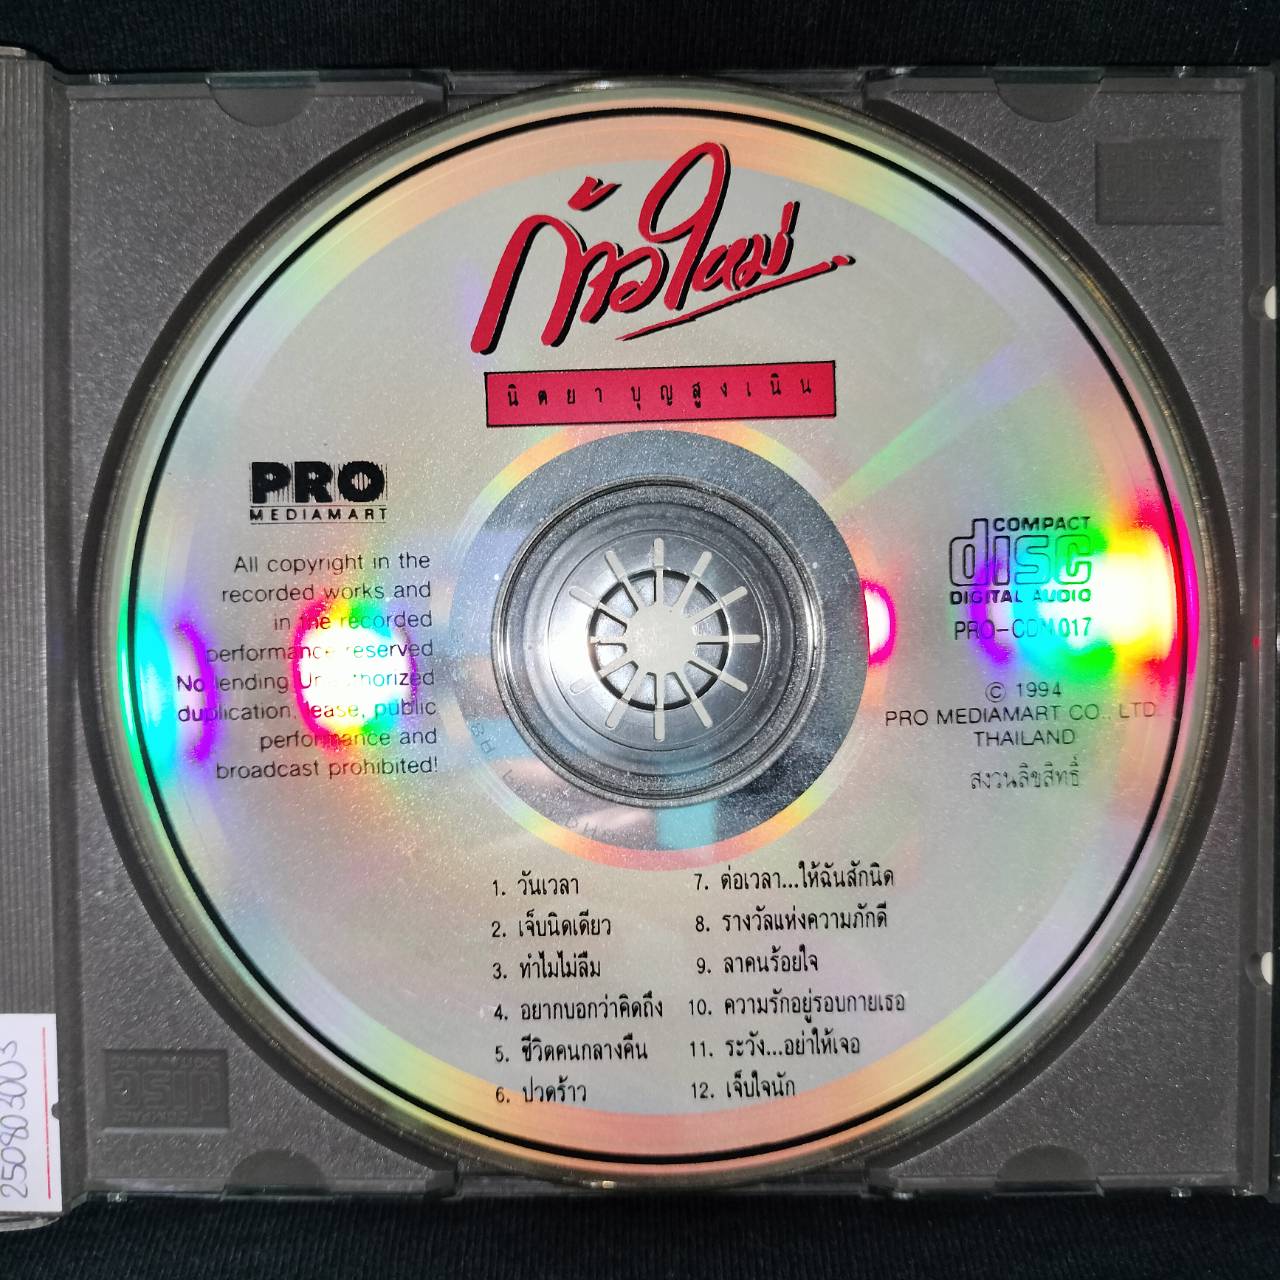 ก้าวใหม่
นิตยา บุญสูงเนิน
PRO
MEDIAMART
All copyright in the
recorded works and
in the recorded
performance reserved
No lending Unauthorized
duplication, lease, public
performance and
broadcast prohibited!
COMPACT
disc
DIGITAL AUDIO
PRO-CDN 017
© 1994
PRO MEDIAMART CO., LTD.
THAILAND
สงวนลิขสิทธิ์
1. วันเวลา
2. เจ็บนิดเดียว
3. ทำไมไม่ลืม
4. อยากบอกว่าคิดถึง
5. ชีวิตคนกลางคืน
6. ปวดร้าว
7. ต่อเวลา...ให้ฉันสักนิด
8. รางวัลแห่งความภักดี
9. ลาคนร้อยใจ
10. ความรักอยู่รอบกายเธอ
11. ระวัง...อย่าให้เจอ
12. เจ็บใจนัก
250803003